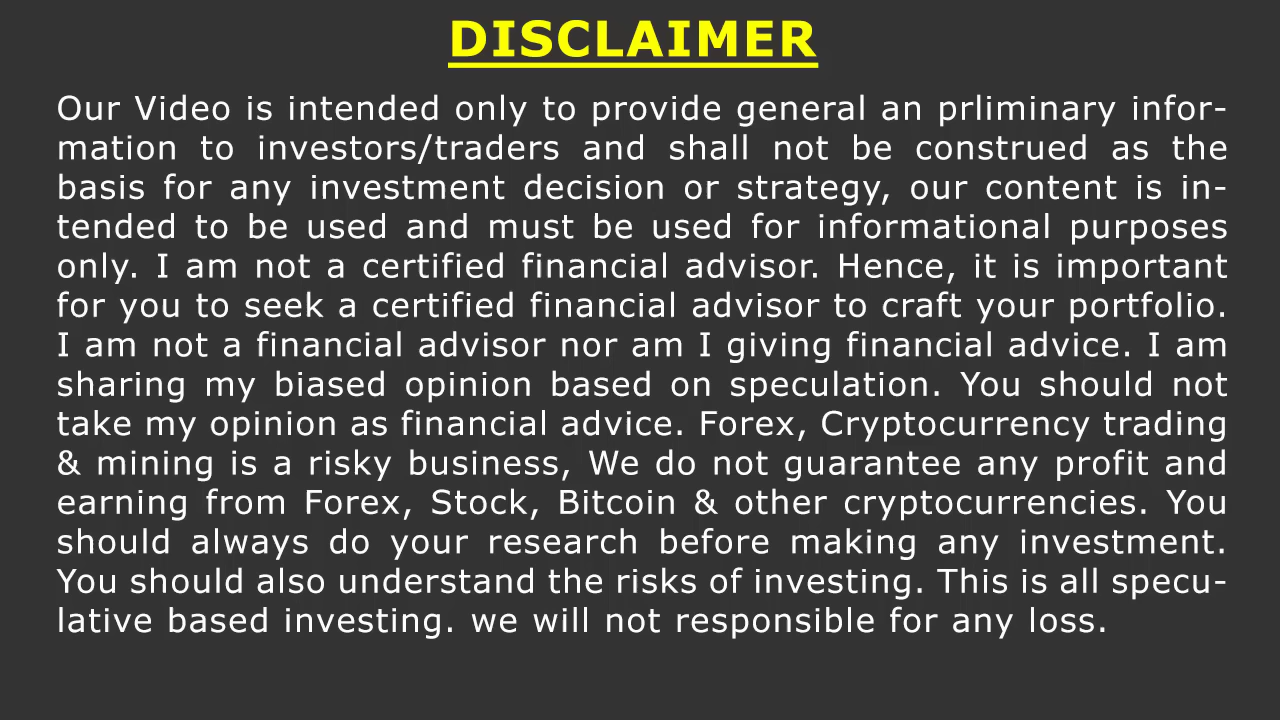 DISCLAIMER
Our Video is intended only to provide general an prliminary infor-
mation to investors/traders and shall not be construed as the
basis for any investment decision or strategy, our content is in-
tended to be used and must be used for informational purposes
only. I am not a certified financial advisor. Hence, it is important
for you to seek a certified financial advisor to craft your portfolio.
I am not a financial advisor nor am I giving financial advice. I am
sharing my biased opinion based on speculation. You should not
take my opinion as financial advice. Forex, Cryptocurrency trading
& mining is a risky business, We do not guarantee any profit and
earning from Forex, Stock, Bitcoin & other cryptocurrencies. You
should always do your research before making any investment.
You should also understand the risks of investing. This is all specu-
lative based investing. we will not responsible for any loss.